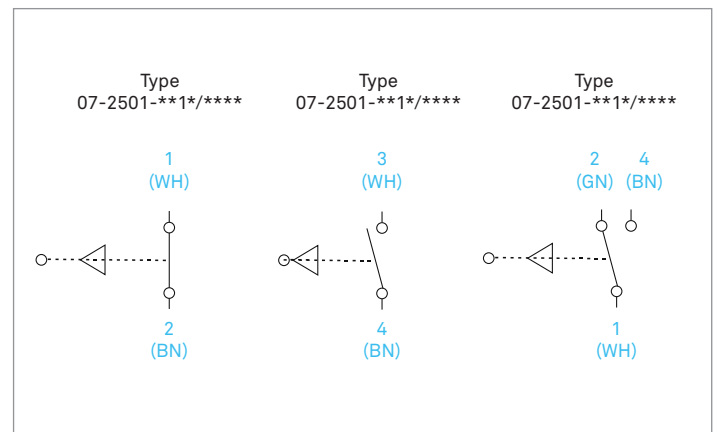 Type
07-2501-**1*/****
1
(WH)
2
(BN)
Type
07-2501-**1*/****
3
(WH)
4
(BN)
Type
07-2501-**1*/****
2 4
(GN) (BN)
1
(WH)